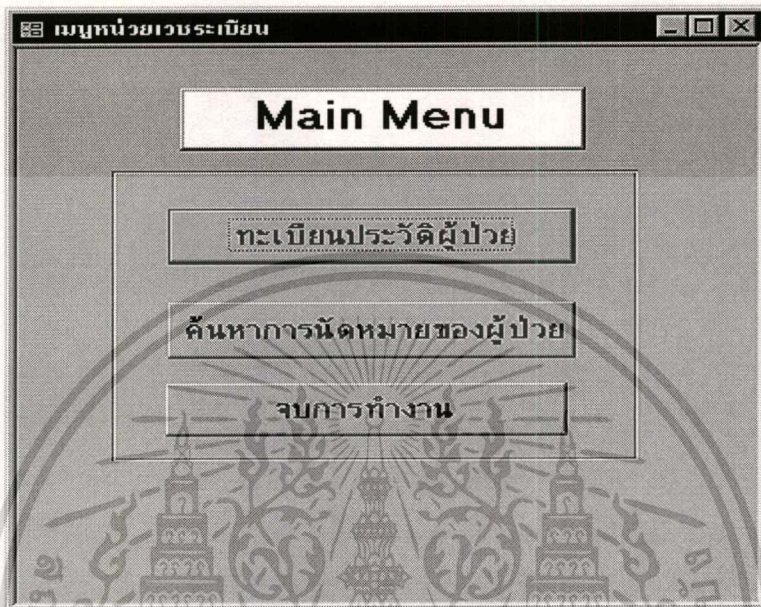 เมนูหน่วยเวชระเบียน
Main Menu
ทะเบียนประวัติผู้ป่วย
ค้นหาการนัดหมายของผู้ป่วย
จบการทำงาน